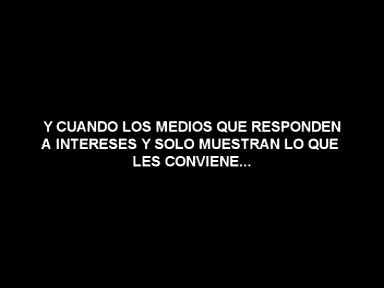 Y CUANDO LOS MEDIOS QUE RESPONDEN
A INTERESES Y SOLO MUESTRAN LO QUE
LES CONVIENE...